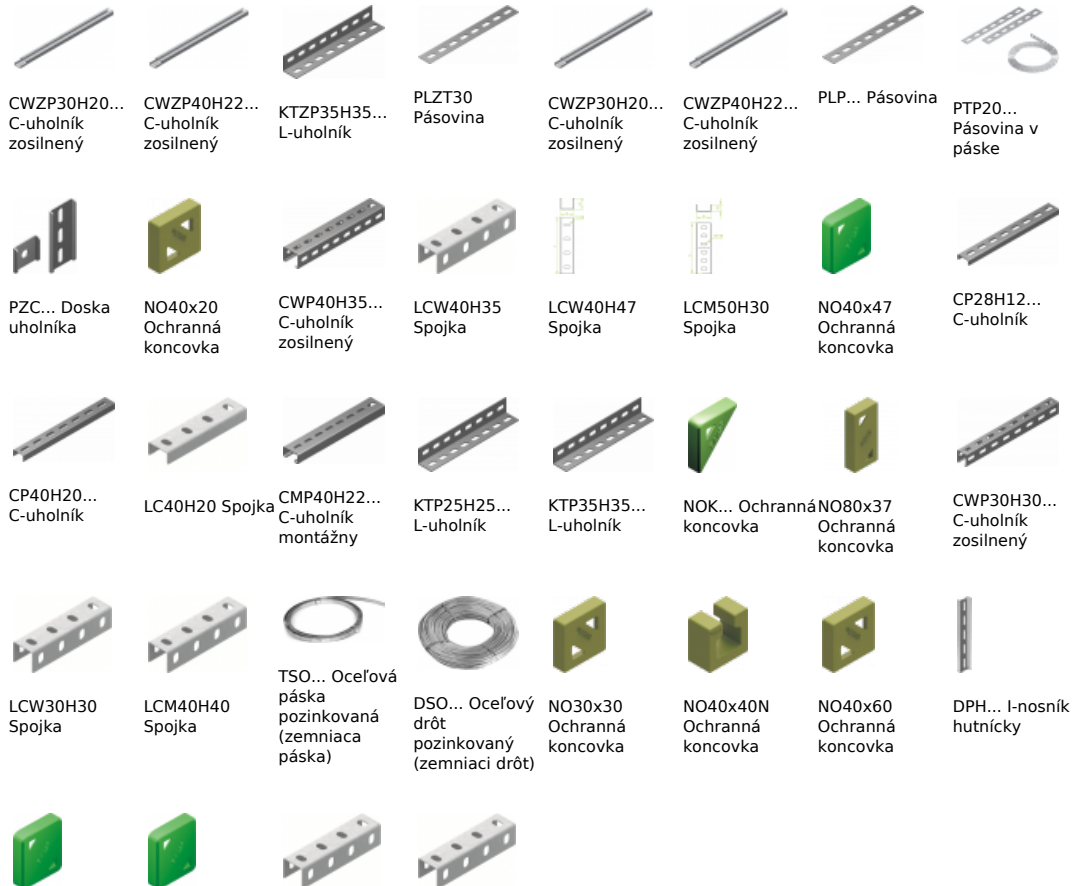 CWZP30H20...
C-uholník
zosilnený
CWZP40H22...
C-uholník
zosilnený
KTZP35H35...
L-uholník
PLZT30
Pásovina
CWZP30H20...
C-uholník
zosilnený
CWZP40H22...
C-uholník
zosilnený
PLP... Pásovina
PTP20...
Pásovina v
páske
PZC... Doska
uholníka
NO40x20
Ochranná
koncovka
CWP40H35...
C-uholník
zosilnený
LCW40H35
Spojka
LCW40H47
Spojka
LCM50H30
Spojka
NO40x47
Ochranná
koncovka
CP28H12...
C-uholník
CP40H20...
C-uholník
LC40H20 Spojka
CMP40H22...
C-uholník
montážny
KTP25H25...
L-uholník
KTP35H35...
L-uholník
NOK... Ochranná
koncovka
NO80x37
Ochranná
koncovka
CWP30H30...
C-uholník
zosilnený
LCW30H30
Spojka
LCM40H40
Spojka
TSO... Oceľová
páska
pozinkovaná
(zemniaca
páska)
DSO... Oceľový
drôt
pozinkovaný
(zemniaci drôt)
NO30x30
Ochranná
koncovka
NO40x40N
Ochranná
koncovka
NO40x60
Ochranná
koncovka
DPH... I-nosník
hutnícky